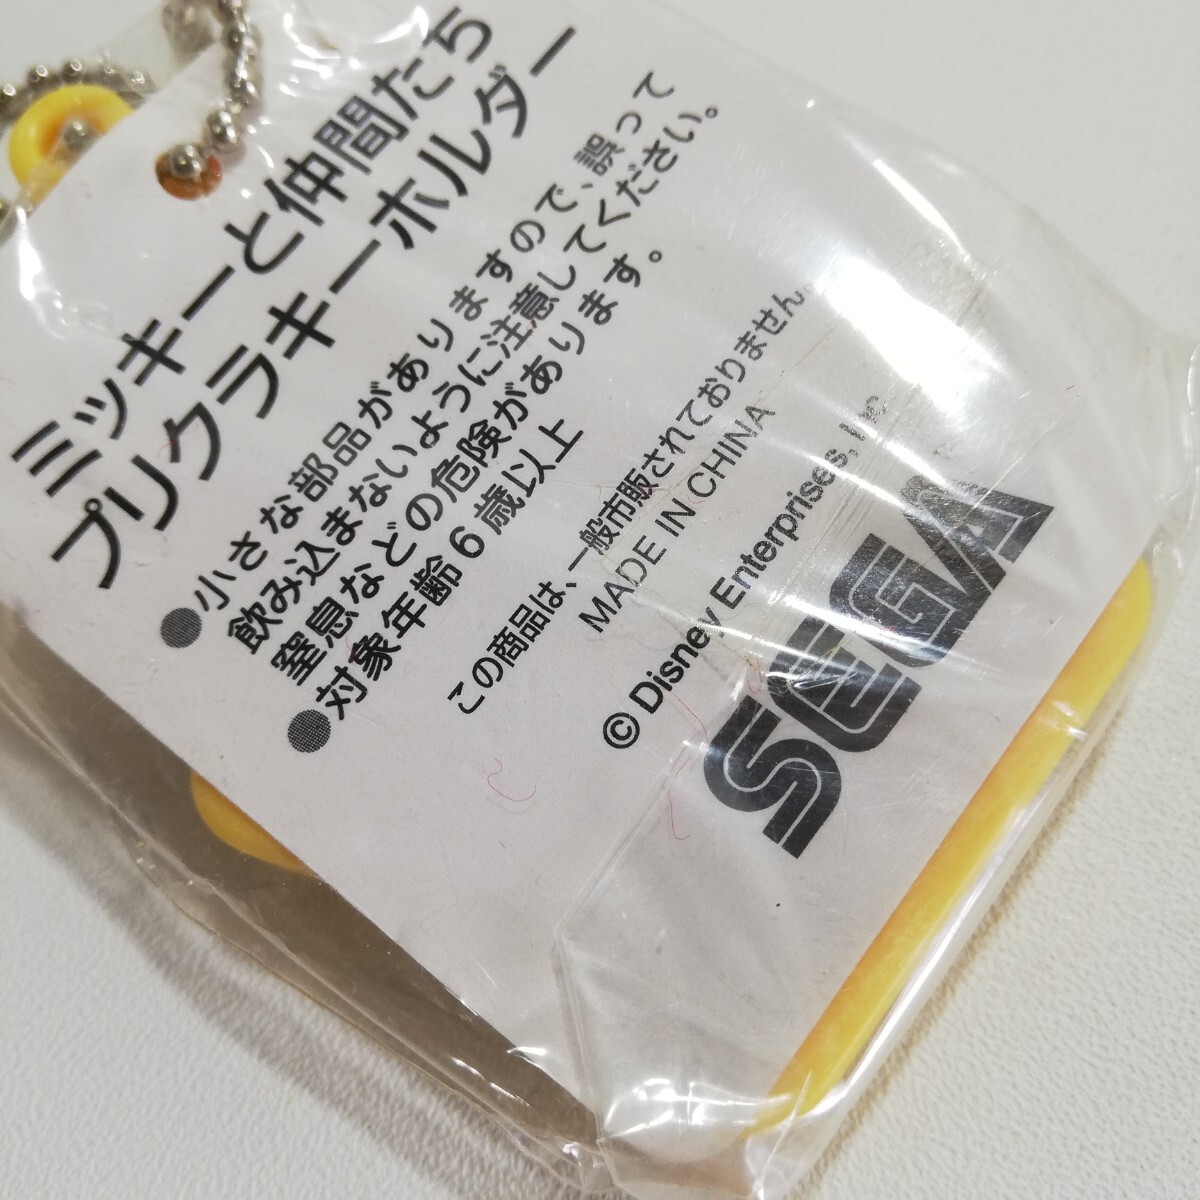 ミッキーと仲間たち
プリクラキーホルダー
●小さな部品がありますので、誤って
飲み込まないように注意してください。
窒息などの危険があります。
●対象年齢6歳以上
この商品は、一般市販されておりません。
MADE IN CHINA
© Disney Enterprises, Inc
SEGA